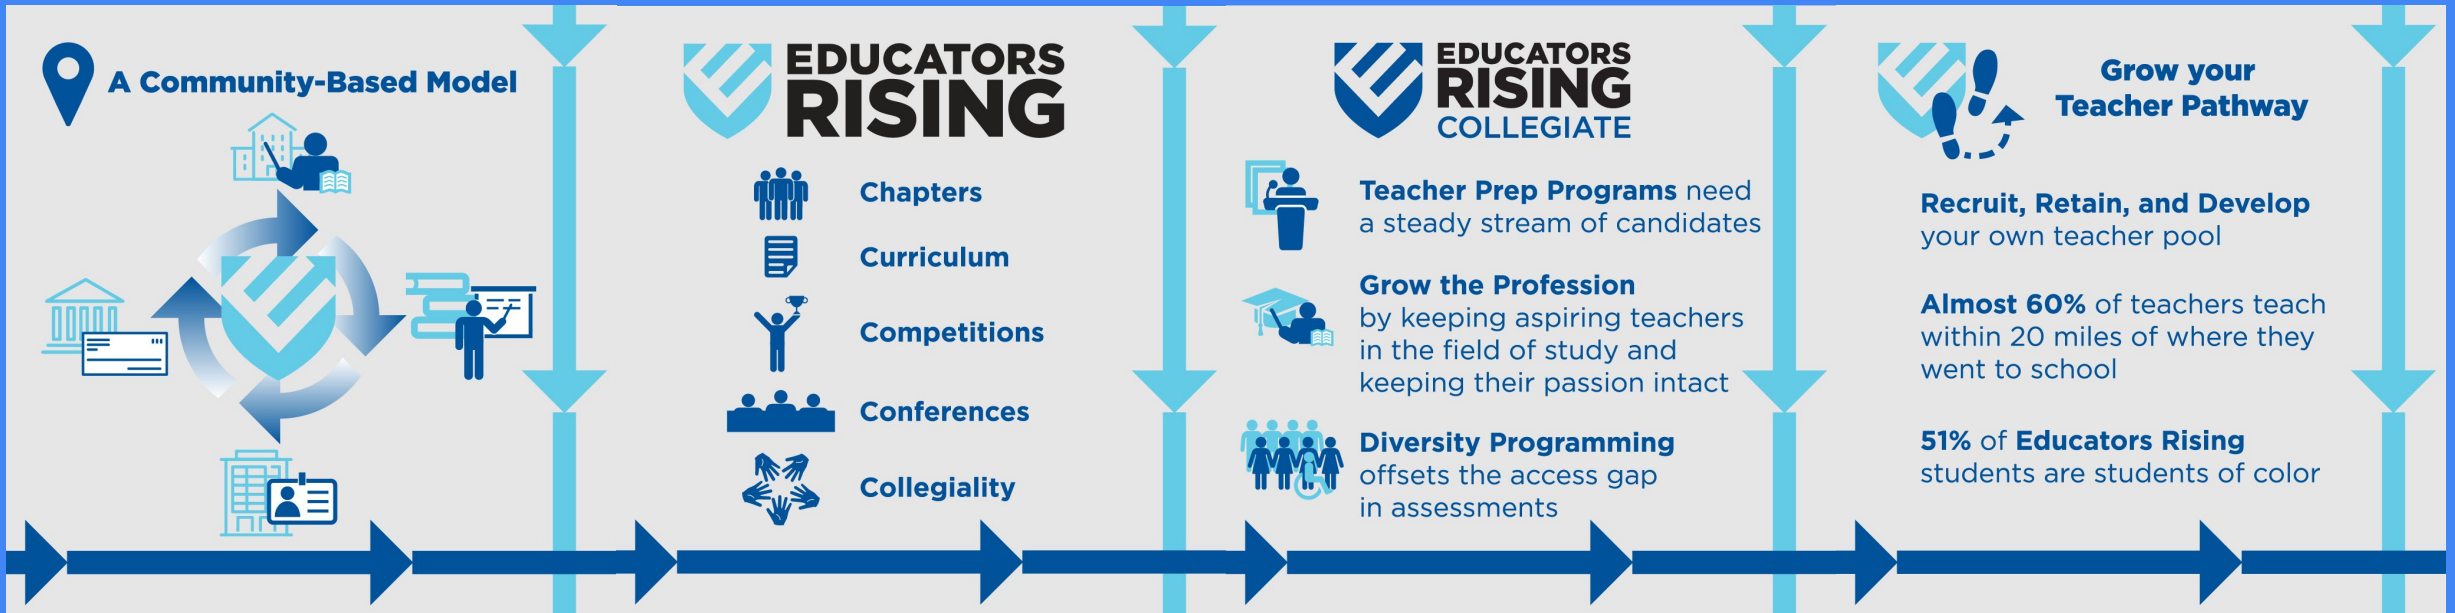 A Community-Based Model
EDUCATORS
RISING
Chapters
Curriculum
Competitions
Conferences
Collegiality
EDUCATORS
RISING
COLLEGIATE
Teacher Prep Programs need
a steady stream of candidates
Grow the Profession
by keeping aspiring teachers
in the field of study and
keeping their passion intact
Diversity Programming
offsets the access gap
in assessments
Grow your
Teacher Pathway
Recruit, Retain, and Develop
your own teacher pool
Almost 60% of teachers teach
within 20 miles of where they
went to school
51% of Educators Rising
students are students of color